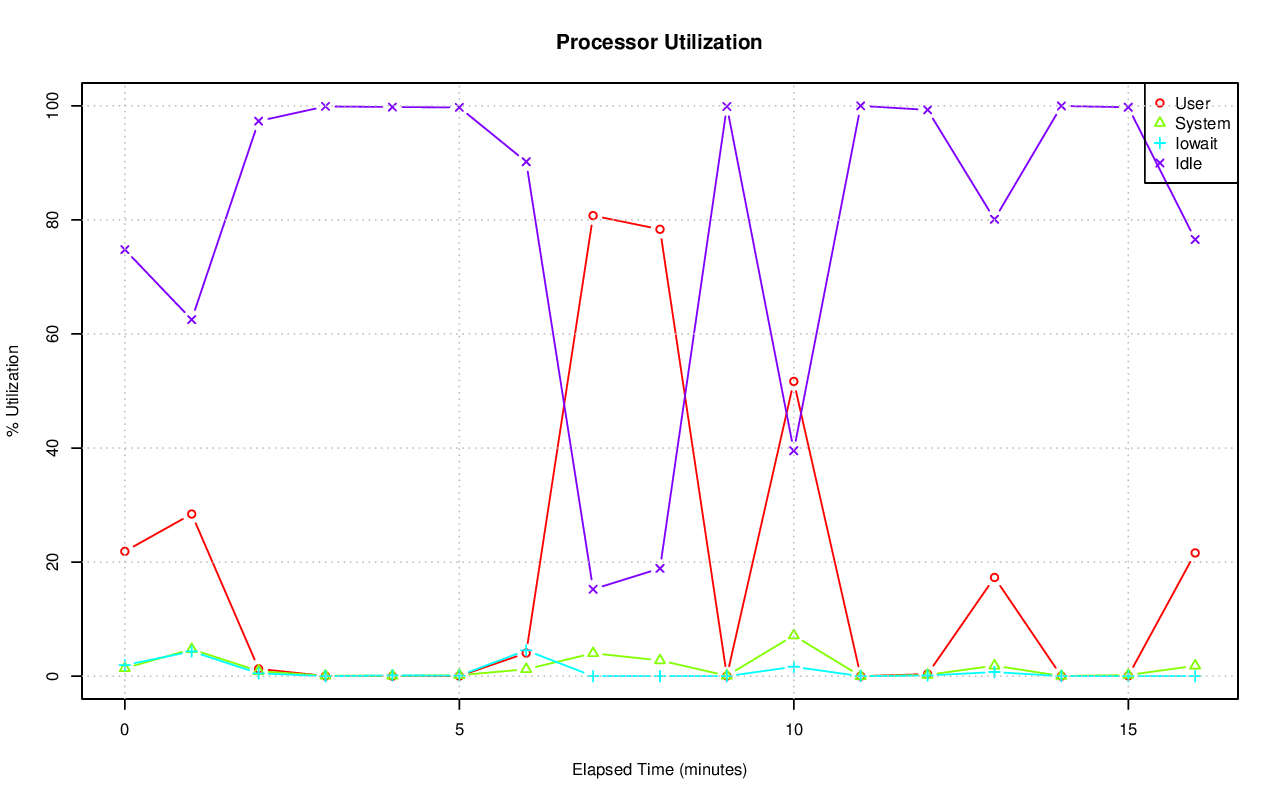 Processor Utilization
% Utilization
100
80
60
40
20
0
User
System
Iowait
Idle
0 5 10 15
Elapsed Time (minutes)